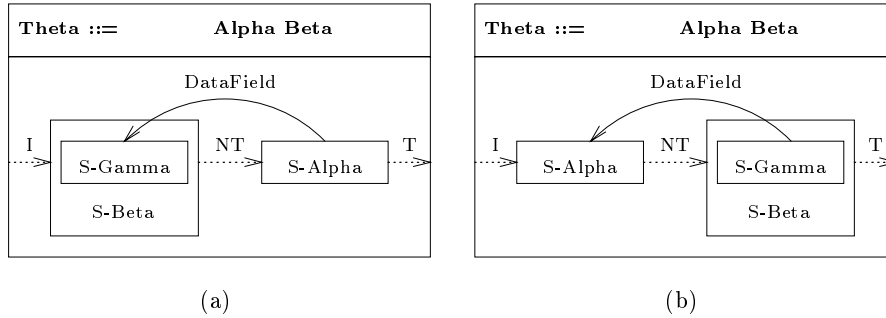 Theta ::= Alpha Beta
DataField
I
NT
T
S-Gamma
S-Alpha
S-Beta
(a)
Theta ::= Alpha Beta
DataField
I
NT
T
S-Alpha
S-Gamma
S-Beta
(b)